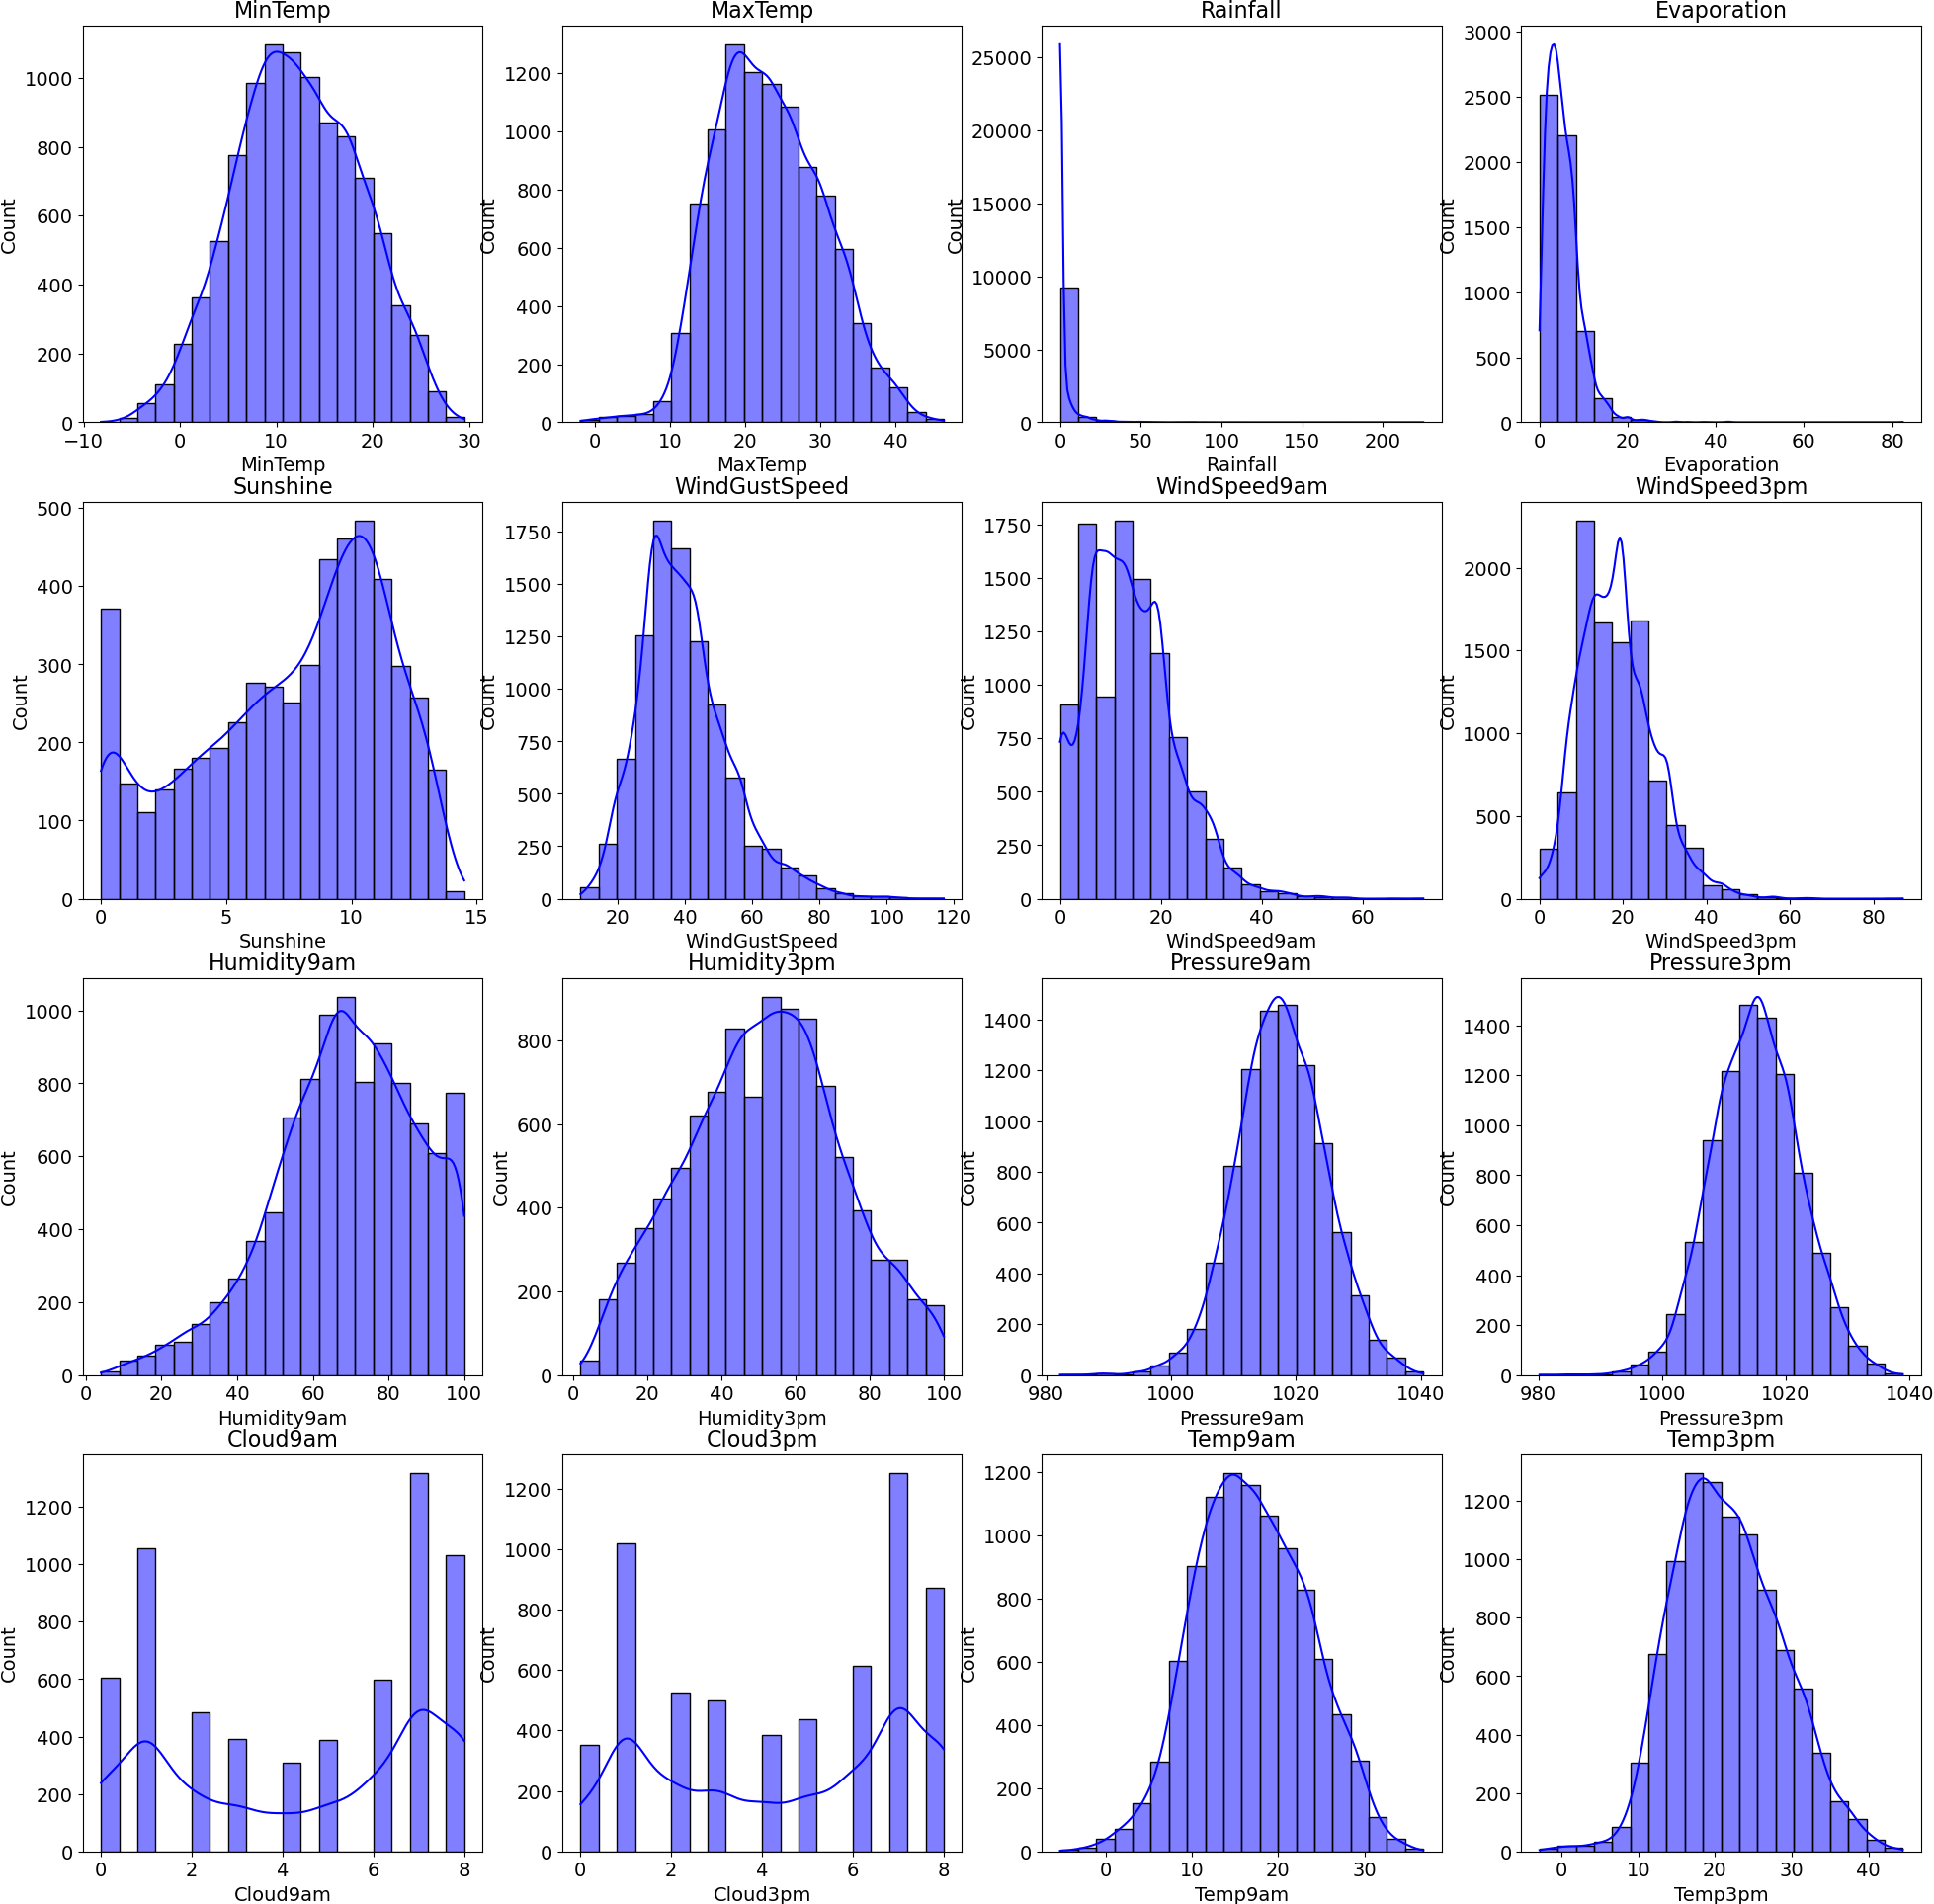 MinTemp
Count
1000
800
600
400
200
0
−10 0 10 20 30
MinTemp
MaxTemp
Count
1200
1000
800
600
400
200
0
0 10 20 30 40
MaxTemp
Rainfall
Count
25000
20000
15000
10000
5000
0
0 50 100 150 200
Rainfall
Evaporation
Count
3000
2500
2000
1500
1000
500
0
0 20 40 60 80
Evaporation
Sunshine
Count
500
400
300
200
100
0
0 5 10 15
Sunshine
WindGustSpeed
Count
1750
1500
1250
1000
750
500
250
0
20 40 60 80 100 120
WindGustSpeed
WindSpeed9am
Count
1750
1500
1250
1000
750
500
250
0
0 20 40 60
WindSpeed9am
WindSpeed3pm
Count
2000
1500
1000
500
0
0 20 40 60 80
WindSpeed3pm
Humidity9am
Count
1000
800
600
400
200
0
0 20 40 60 80 100
Humidity9am
Humidity3pm
Count
800
600
400
200
0
0 20 40 60 80 100
Humidity3pm
Pressure9am
Count
1400
1200
1000
800
600
400
200
0
980 1000 1020 1040
Pressure9am
Pressure3pm
Count
1400
1200
1000
800
600
400
200
0
980 1000 1020 1040
Pressure3pm
Cloud9am
Count
1200
1000
800
600
400
200
0
0 2 4 6 8
Cloud9am
Cloud3pm
Count
1200
1000
800
600
400
200
0
0 2 4 6 8
Cloud3pm
Temp9am
Count
1200
1000
800
600
400
200
0
0 10 20 30
Temp9am
Temp3pm
Count
1200
1000
800
600
400
200
0
0 10 20 30 40
Temp3pm